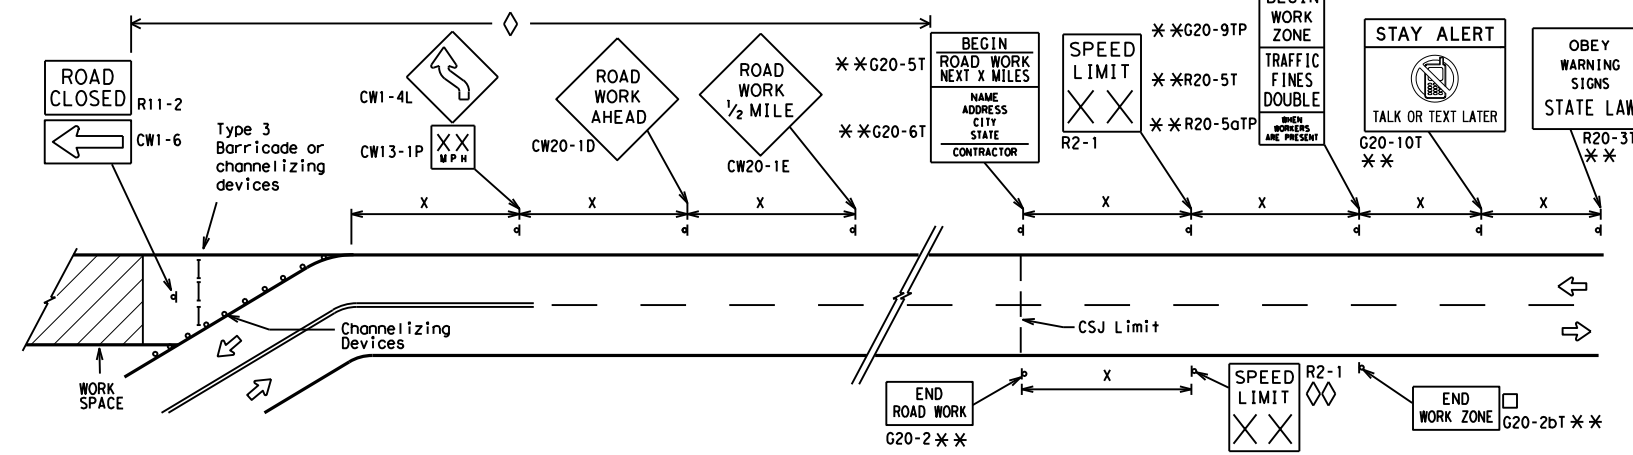 ROAD
CLOSED
R11-2
CW1-6
Type 3
Barricade or
channelizing
devices
CW1-4L
CW13-1P
X X
MPH
ROAD
WORK
AHEAD
CW20-1D
ROAD
WORK
1/2 MILE
CW20-1E
**G20-5T
**G20-6T
BEGIN
ROAD WORK
NEXT X MILES
NAME
ADDRESS
CITY
STATE
CONTRACTOR
SPEED
LIMIT
X X
R2-1
**G20-9TP
**R20-5T
**R20-5aTP
BEGIN
WORK
ZONE
TRAFFIC
FINES
DOUBLE
WHEN
WORKERS
ARE PRESENT
STAY ALERT
TALK OR TEXT LATER
G20-10T
**
OBEY
WARNING
SIGNS
STATE LAW
R20-3T
**
X
X
X
X
X
X
X
WORK
SPACE
Channelizing
Devices
CSJ Limit
END
ROAD WORK
G20-2**
X
SPEED
LIMIT
X X
R2-1
END
WORK ZONE
G20-2bT**